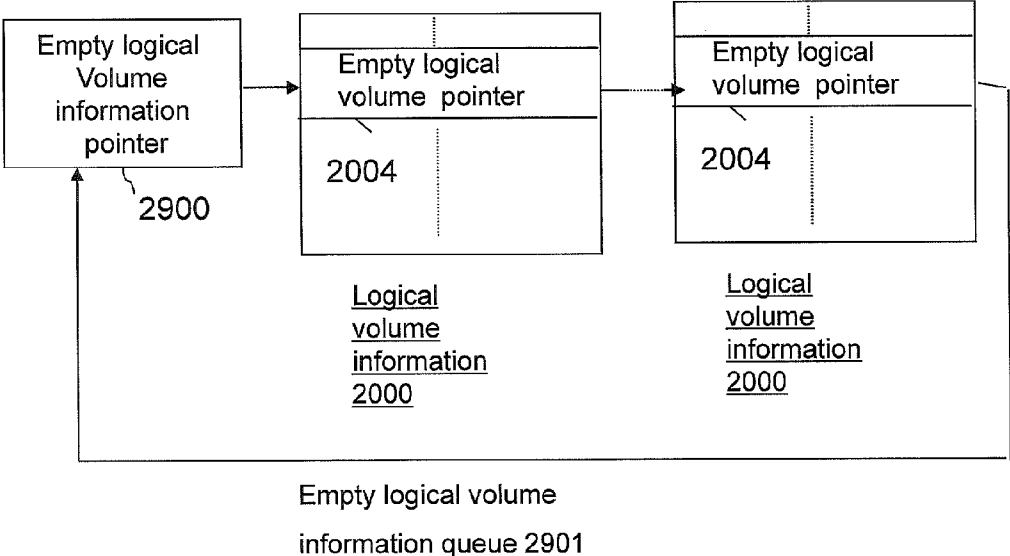 Empty logical
Volume
information
pointer
2900
Empty logical
volume pointer
2004
Logical
volume
information
2000
Empty logical
volume pointer
2004
Logical
volume
information
2000
Empty logical volume
information queue 2901